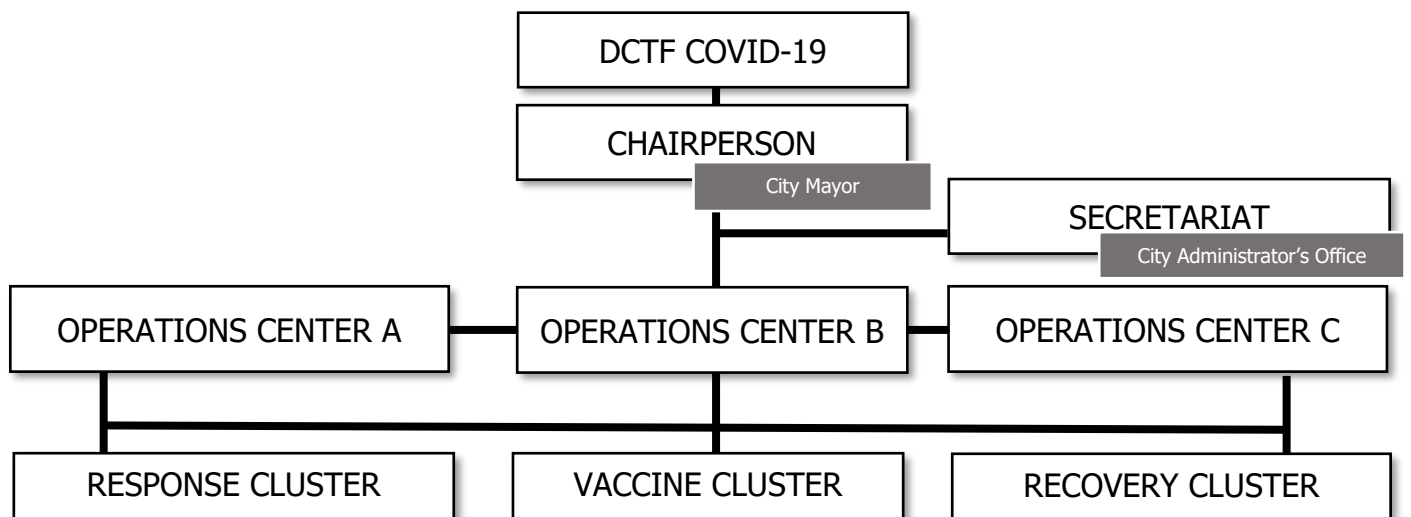 DCTF COVID-19
CHAIRPERSON
City Mayor
SECRETARIAT
City Administrator’s Office
OPERATIONS CENTER A
OPERATIONS CENTER B
OPERATIONS CENTER C
RESPONSE CLUSTER
VACCINE CLUSTER
RECOVERY CLUSTER